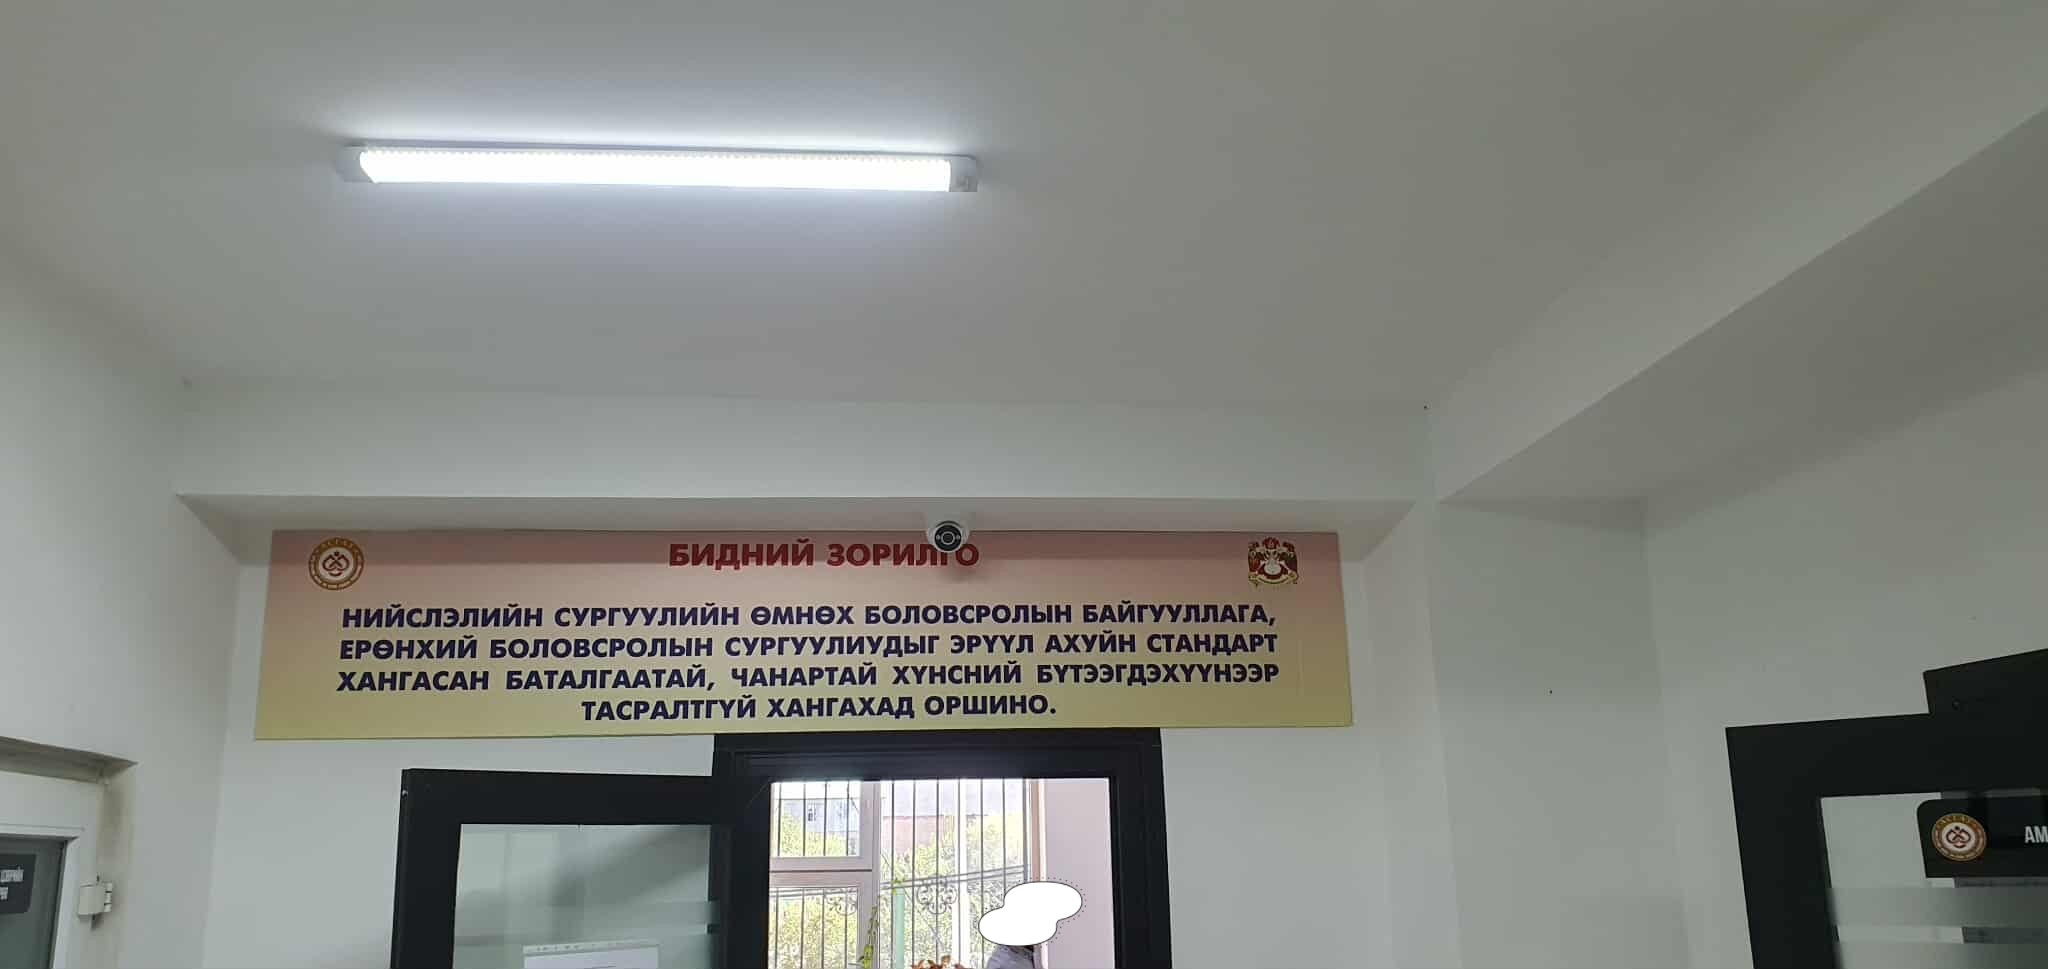 БИДНИЙ ЗОРИЛГО
НИЙСЛЭЛИЙН СУРГУУЛИЙН ӨМНӨХ БОЛОВСРОЛЫН БАЙГУУЛЛАГА,
ЕРӨНХИЙ БОЛОВСРОЛЫН СУРГУУЛИУДЫГ ЭРҮҮЛ АХУЙН СТАНДАРТ
ХАНГАСАН БАТАЛГААТАЙ, ЧАНАРТАЙ ХҮНСНИЙ БҮТЭЭГДЭХҮҮНЭЭР
ТАСРАЛТГҮЙ ХАНГАХАД ОРШИНО.
АМ